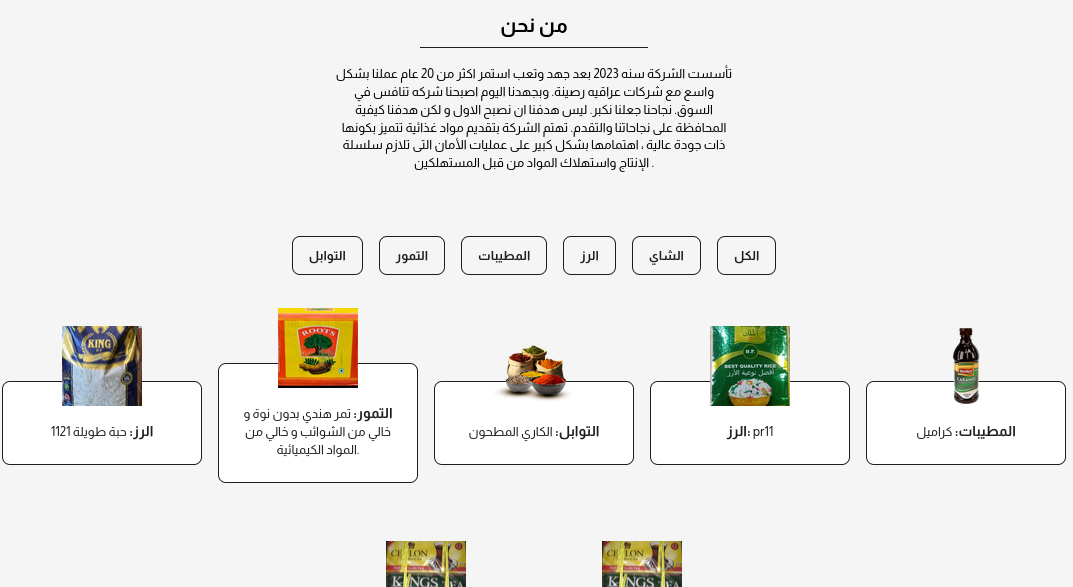 من نحن
تأسست الشركة سنه 2023 بعد جهد وتعب استمر اكثر من 20 عام عملنا بشكل
واسع مع شركات عراقيه رصينة. وبجهدنا اليوم اصبحنا شركه تنافس في
السوق. نجاحنا جعلنا نكبر. ليس هدفنا ان نصبح الاول و لكن هدفنا كيفية
المحافظة على نجاحاتنا والتقدم. تهتم الشركة بتقديم مواد غذائية تتميز بكونها
ذات جودة عالية ، اهتمامها بشكل كبير على عمليات الأمان التى تلازم سلسلة
الإنتاج واستهلاك المواد من قبل المستهلكين .
الكل
الشاي
الرز
المطيبات
التمور
التوابل
المطيبات: كراميل
R.F.
BEST QUALITY RICE
افضل نوعية الأرز
الرز: pr11
التوابل: الكاري المطحون
ROOTS
التمور: تمر هندي بدون نوة و
خالي من الشوائب و خالي من
المواد الكيميائية.
KING
الرز: حبة طويلة 1121
CEYLON
KINGS TEA
CEYLON
KINGS TEA